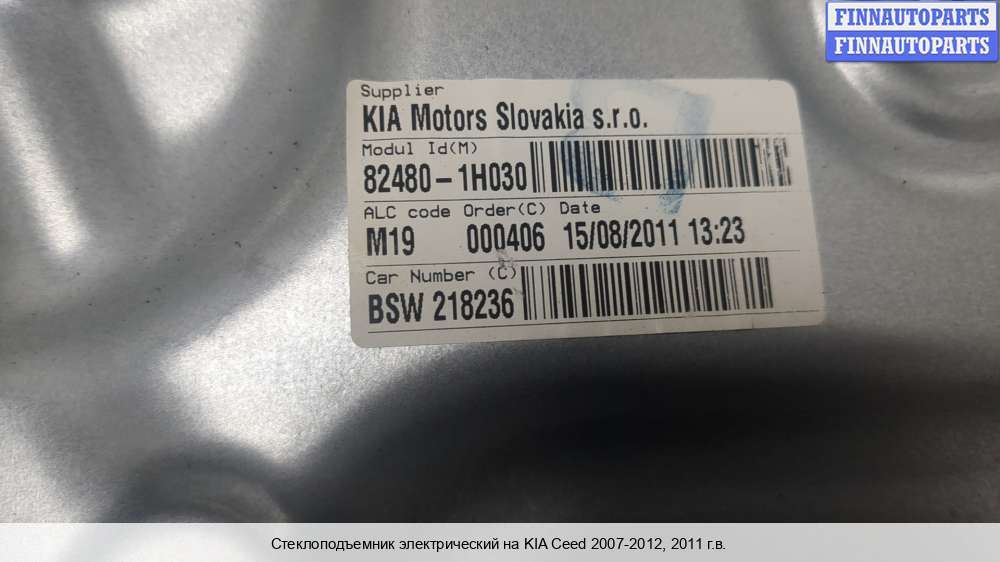 FINNAUTOPARTS
FINNAUTOPARTS
Supplier
KIA Motors Slovakia s.r.o.
Modul Id(M)
82480-1H030
ALC code Order(C) Date
M19 000406 15/08/2011 13:23
Car Number (C)
BSW 218236
Стеклоподъемник электрический на KIA Ceed 2007-2012, 2011 г.в.